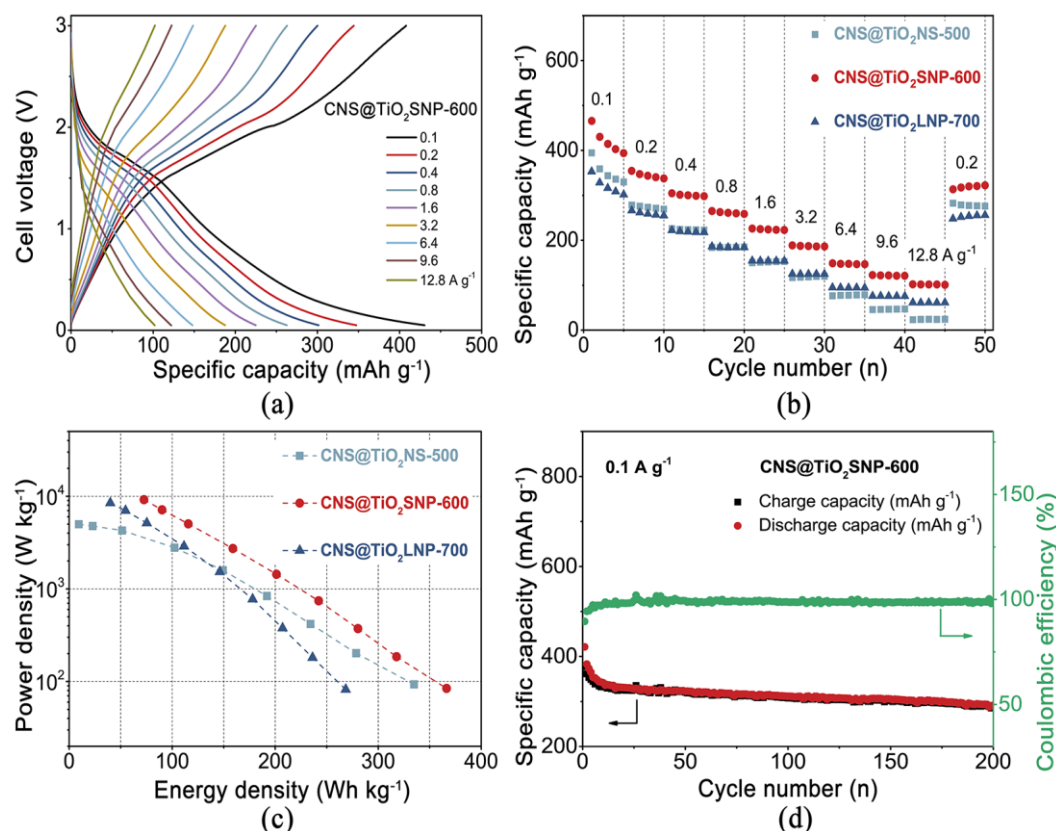 3
2
1
0
Cell voltage (V)
CNS@TiO₂SNP-600
0.1
0.2
0.4
0.8
1.6
3.2
6.4
9.6
12.8 A g⁻¹
0 100 200 300 400 500
Specific capacity (mAh g⁻¹)
(a)
600
400
200
0
Specific capacity (mAh g⁻¹)
CNS@TiO₂NS-500
CNS@TiO₂SNP-600
CNS@TiO₂LNP-700
0.1
0.2
0.4
0.8
1.6
3.2
6.4
9.6
12.8 A g⁻¹
0.2
0 10 20 30 40 50
Cycle number (n)
(b)
10⁴
10³
10²
Power density (W kg⁻¹)
CNS@TiO₂NS-500
CNS@TiO₂SNP-600
CNS@TiO₂LNP-700
0 100 200 300 400
Energy density (Wh kg⁻¹)
(c)
800
600
400
200
Specific capacity (mAh g⁻¹)
0.1 A g⁻¹
CNS@TiO₂SNP-600
Charge capacity (mAh g⁻¹)
Discharge capacity (mAh g⁻¹)
150
100
50
Coulombic efficiency (%)
0 50 100 150 200
Cycle number (n)
(d)